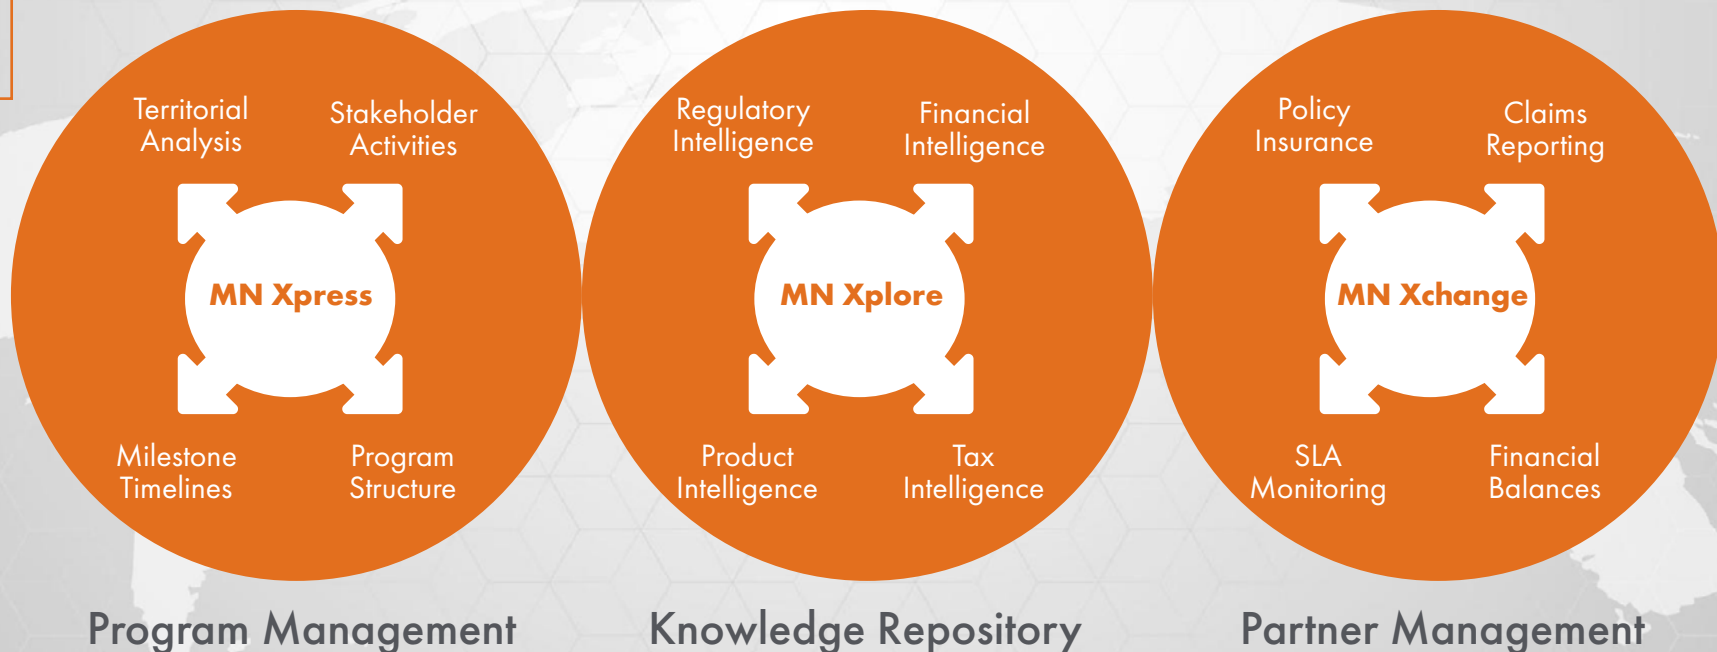 Territorial
Analysis
Stakeholder
Activities
MN Xpress
Milestone
Timelines
Program
Structure
Program Management
Regulatory
Intelligence
Financial
Intelligence
MN Xplore
Product
Intelligence
Tax
Intelligence
Knowledge Repository
Policy
Insurance
Claims
Reporting
MN Xchange
SLA
Monitoring
Financial
Balances
Partner Management